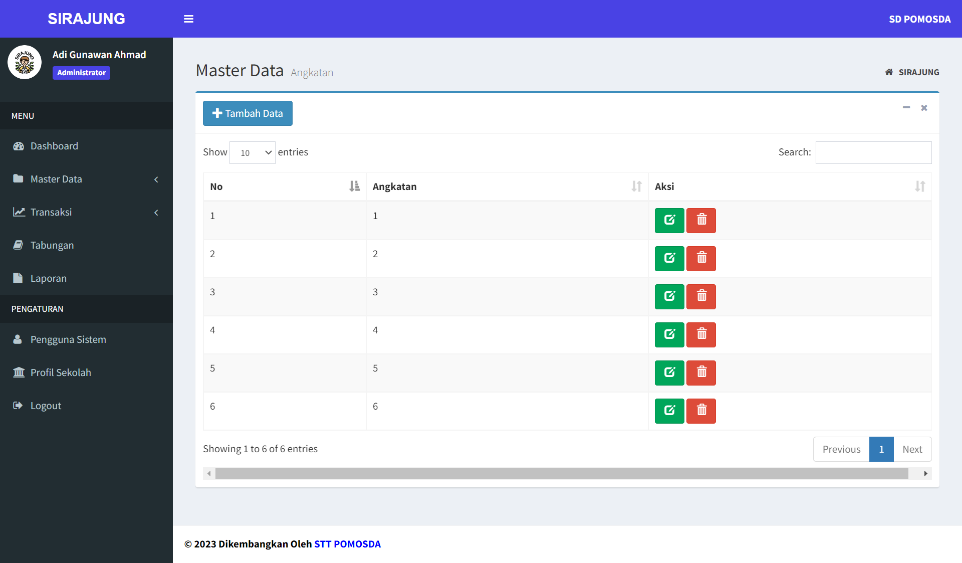 SIRAJUNG
SD POMOSDA
Adi Gunawan Ahmad
Administrator
MENU
Dashboard
Master Data
Transaksi
Tabungan
Laporan
PENGATURAN
Pengguna Sistem
Profil Sekolah
Logout
Master Data Angkatan
SIRAJUNG
Tambah Data
Show 10 entries
Search:
No Angkatan Aksi
1 1
2 2
3 3
4 4
5 5
6 6
Showing 1 to 6 of 6 entries
Previous 1 Next
© 2023 Dikembangkan Oleh STT POMOSDA